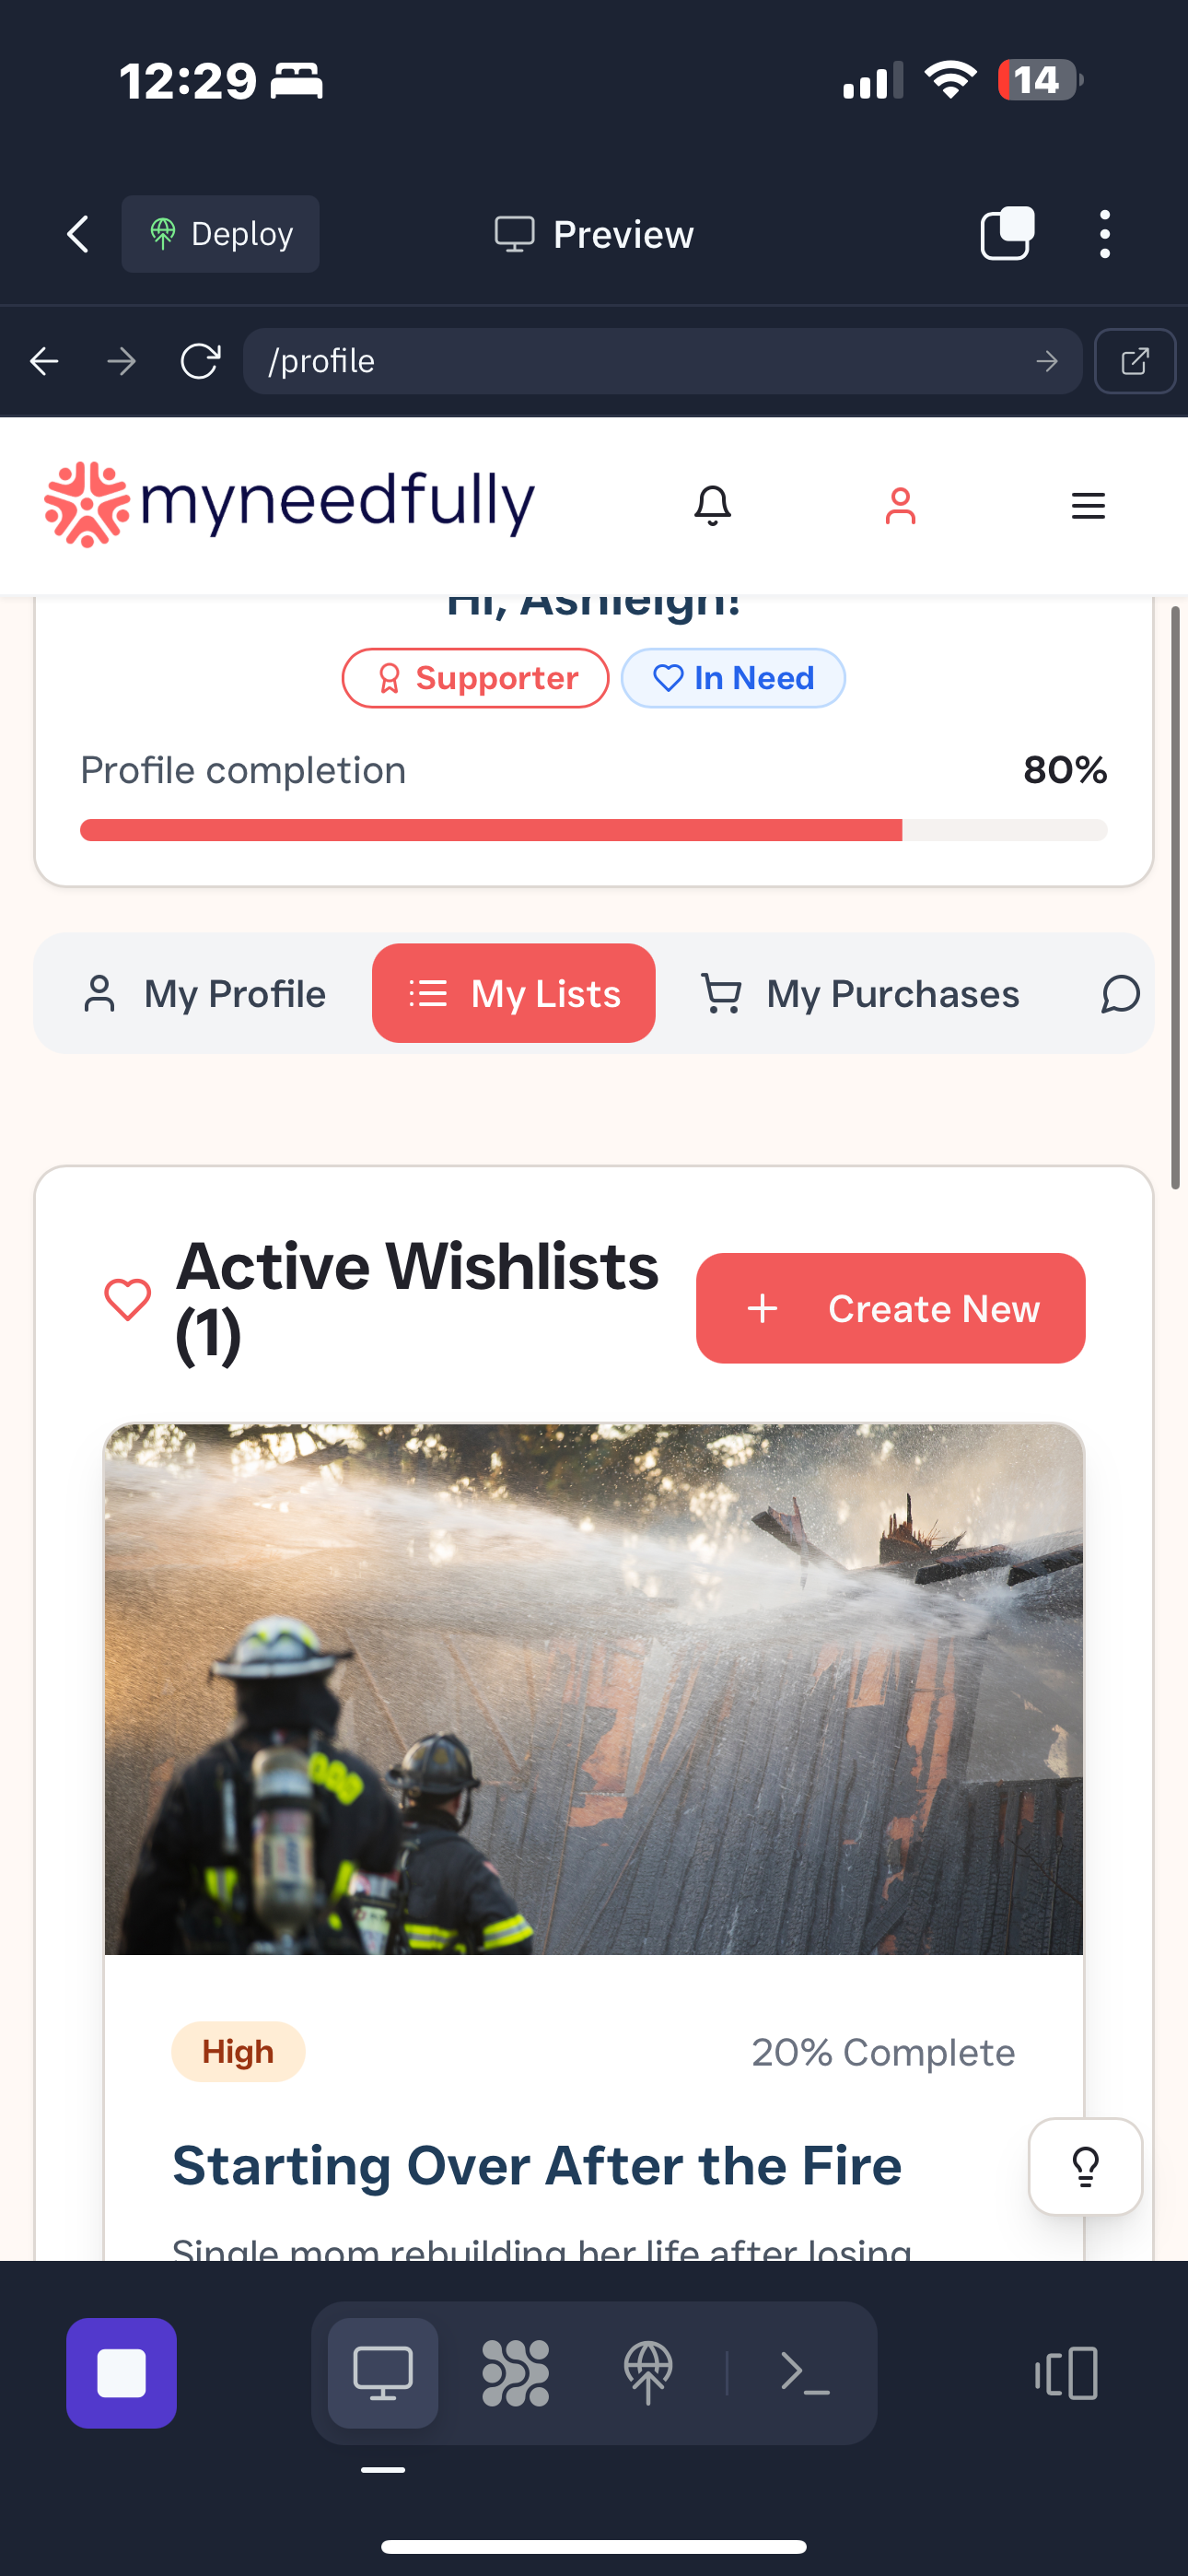 12:29
14
Deploy
Preview
/profile
myneedfully
Hi, Ashleigh!
Supporter
In Need
Profile completion
80%
My Profile
My Lists
My Purchases
Active Wishlists
(1)
Create New
High
20% Complete
Starting Over After the Fire
Single mom rebuilding her life after losing